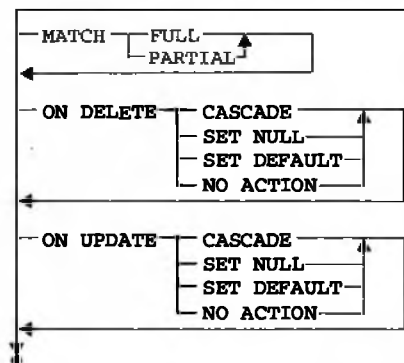 MATCH FULL
PARTIAL
ON DELETE CASCADE
SET NULL
SET DEFAULT
NO ACTION
ON UPDATE CASCADE
SET NULL
SET DEFAULT
NO ACTION